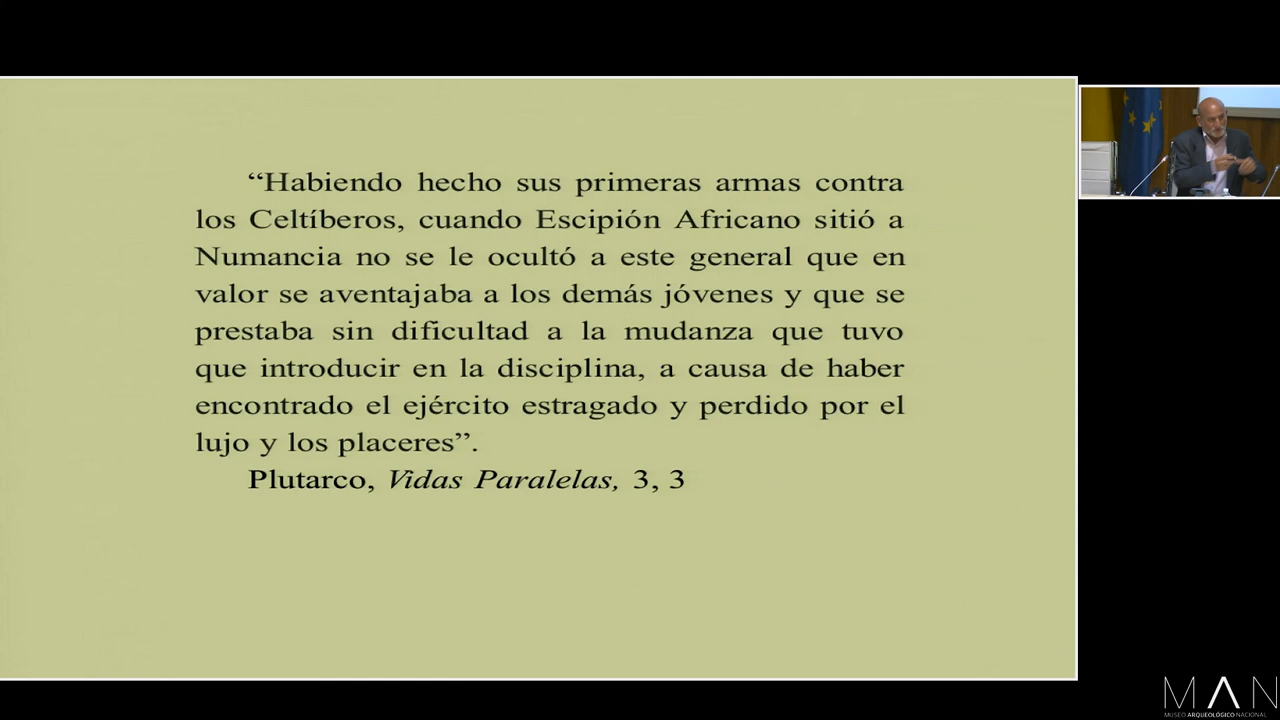 “Habiendo hecho sus primeras armas contra
los Celtíberos, cuando Escipión Africano sitió a
Numancia no se le ocultó a este general que en
valor se aventajaba a los demás jóvenes y que se
prestaba sin dificultad a la mudanza que tuvo
que introducir en la disciplina, a causa de haber
encontrado el ejército estragado y perdido por el
lujo y los placeres”.
Plutarco, Vidas Paralelas, 3, 3
MAN
MUSEO ARQUEOLÓGICO NACIONAL